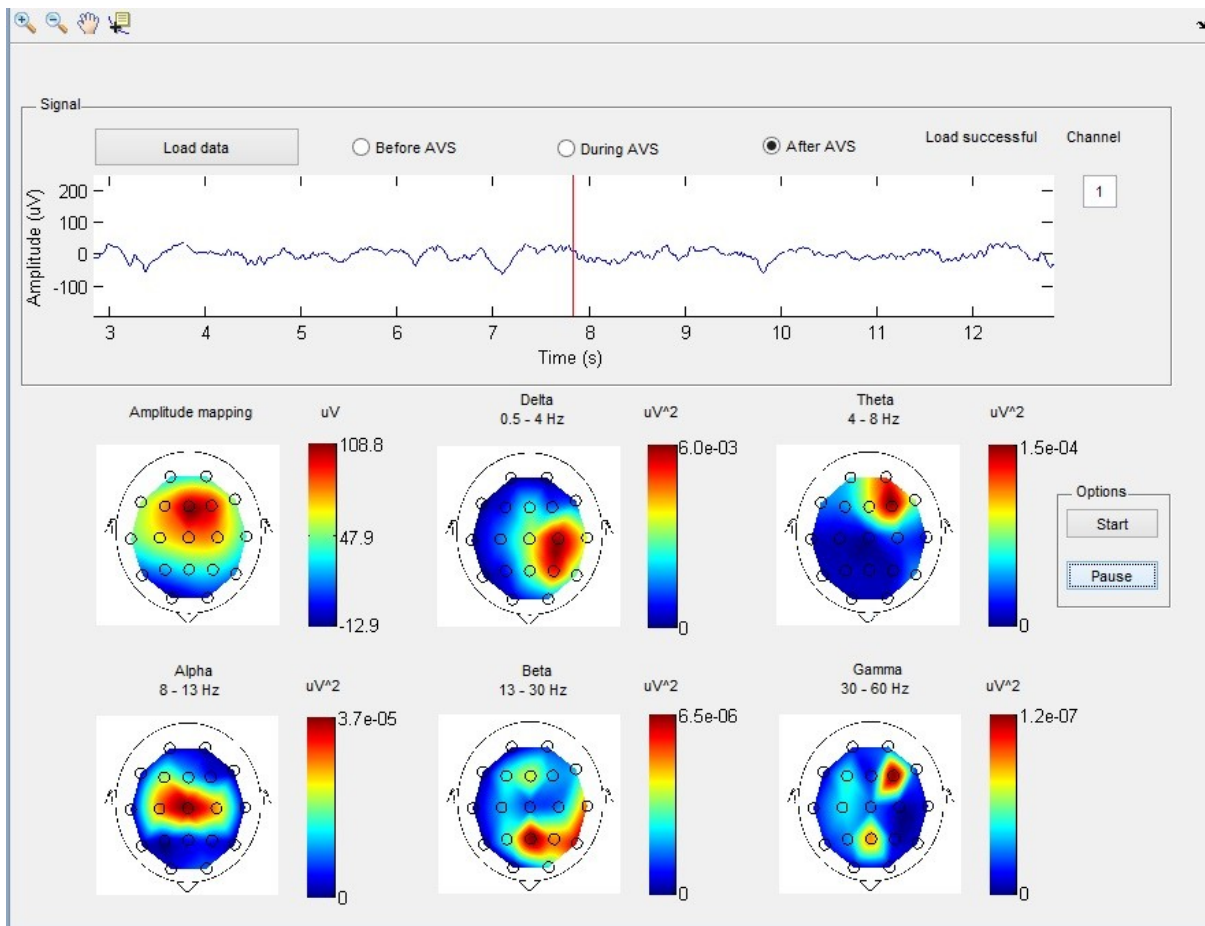 Signal
Load data
Before AVS
During AVS
After AVS
Load successful
Channel
1
Amplitude (uV)
200
100
0
-100
3 4 5 6 7 8 9 10 11 12
Time (s)
Amplitude mapping
uV
108.8
47.9
-12.9
Delta
0.5 - 4 Hz
uV^2
6.0e-03
0
Theta
4 - 8 Hz
uV^2
1.5e-04
0
Options
Start
Pause
Alpha
8 - 13 Hz
uV^2
3.7e-05
0
Beta
13 - 30 Hz
uV^2
6.5e-06
0
Gamma
30 - 60 Hz
uV^2
1.2e-07
0